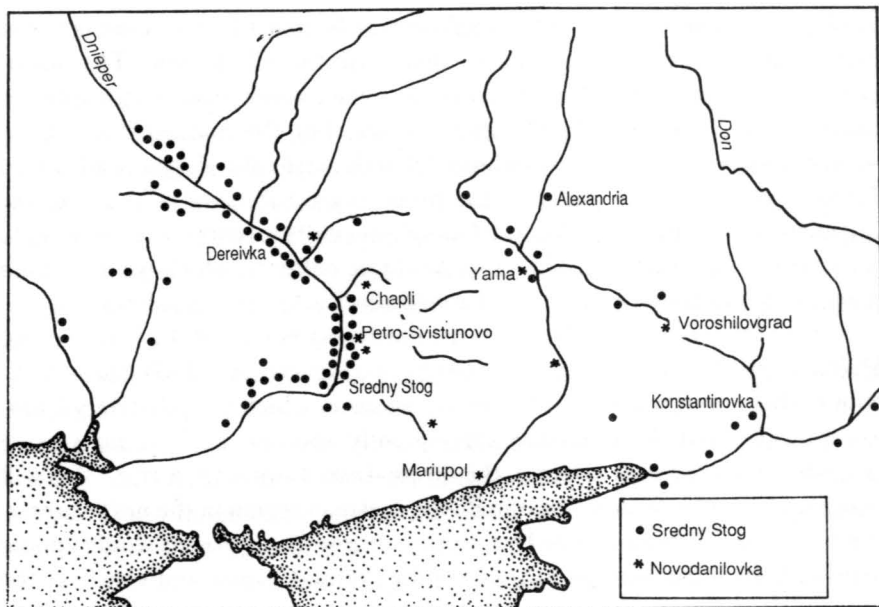 Dnieper
Don
Alexandria
Dereivka
Yama
Chapli
Voroshilovgrad
Petro-Svistunovo
Sredny Stog
Konstantinovka
Mariupol
Sredny Stog
Novodanilovka